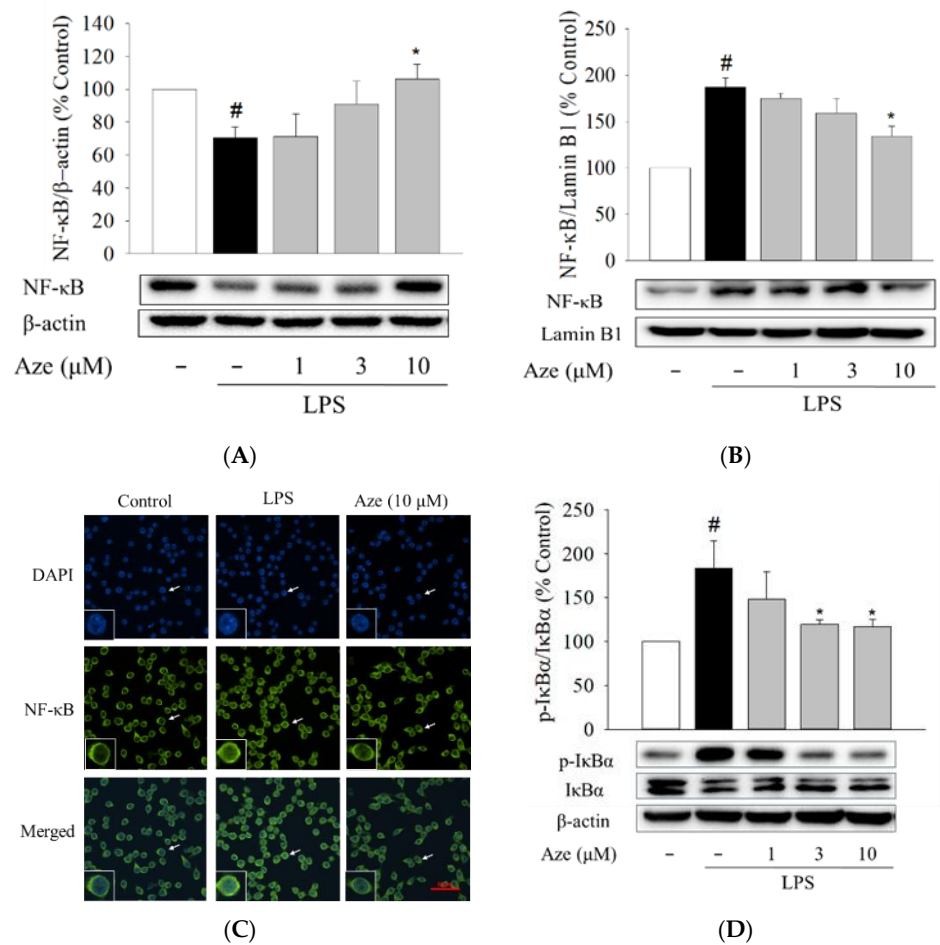 NF-κB/β-actin (% Control)
140
120
100
80
60
40
20
0
#
*
NF-κB
β-actin
Aze (μM)
– – 1 3 10
LPS
(A)
NF-κB/Lamin B1 (% Control)
250
200
150
100
50
0
#
*
NF-κB
Lamin B1
Aze (μM)
– – 1 3 10
LPS
(B)
Control LPS Aze (10 μM)
DAPI
NF-κB
Merged
(C)
p-IκBα/IκBα (% Control)
250
200
150
100
50
0
#
* *
p-IκBα
IκBα
β-actin
Aze (μM)
– – 1 3 10
LPS
(D)